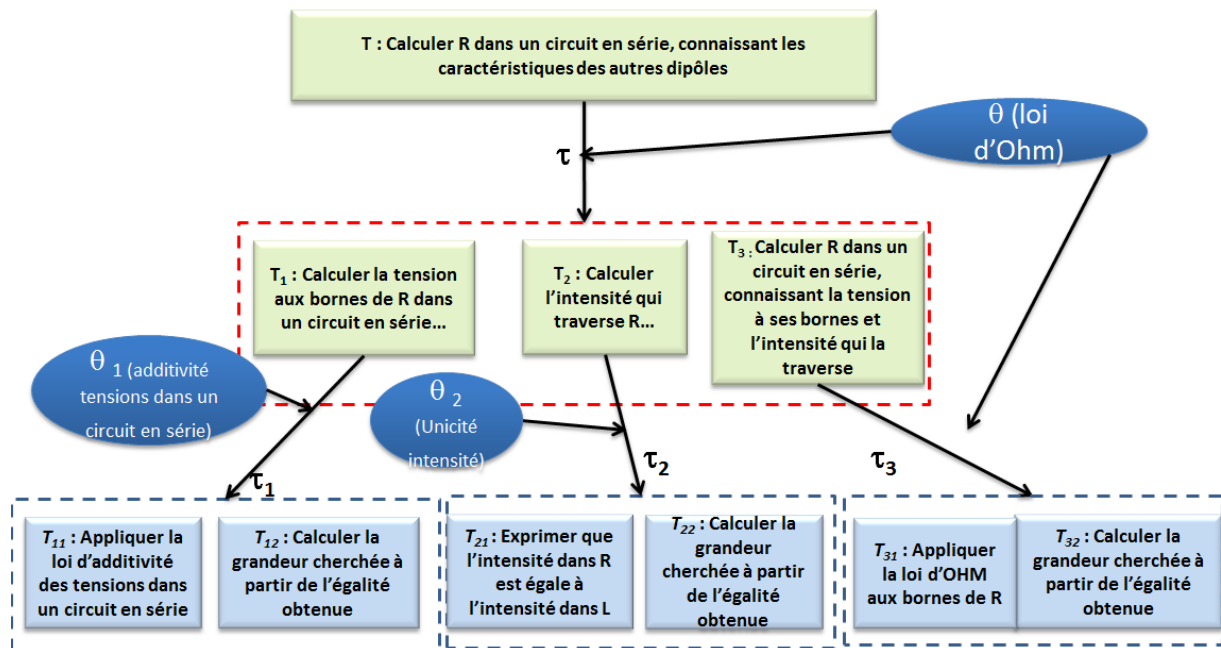 T : Calculer R dans un circuit en série, connaissant les
caractéristiques des autres dipôles
θ (loi
d’Ohm)
τ
T1 : Calculer la tension
aux bornes de R dans
un circuit en série...
T2 : Calculer
l’intensité qui
traverse R...
T3 : Calculer R dans un
circuit en série,
connaissant la tension
à ses bornes et
l’intensité qui la
traverse
θ 1 (additivité
tensions dans un
circuit en série)
θ 2
(Unicité
intensité)
τ1
τ2
τ3
T11 : Appliquer la
loi d’additivité
des tensions dans
un circuit en série
T12 : Calculer la
grandeur cherchée à
partir de l’égalité
obtenue
T21 : Exprimer que
l’intensité dans R
est égale à
l’intensité dans L
T22 : Calculer la
grandeur
cherchée à partir
de l’égalité
obtenue
T31 : Appliquer
la loi d’OHM
aux bornes de R
T32 : Calculer la
grandeur cherchée à
partir de l’égalité
obtenue